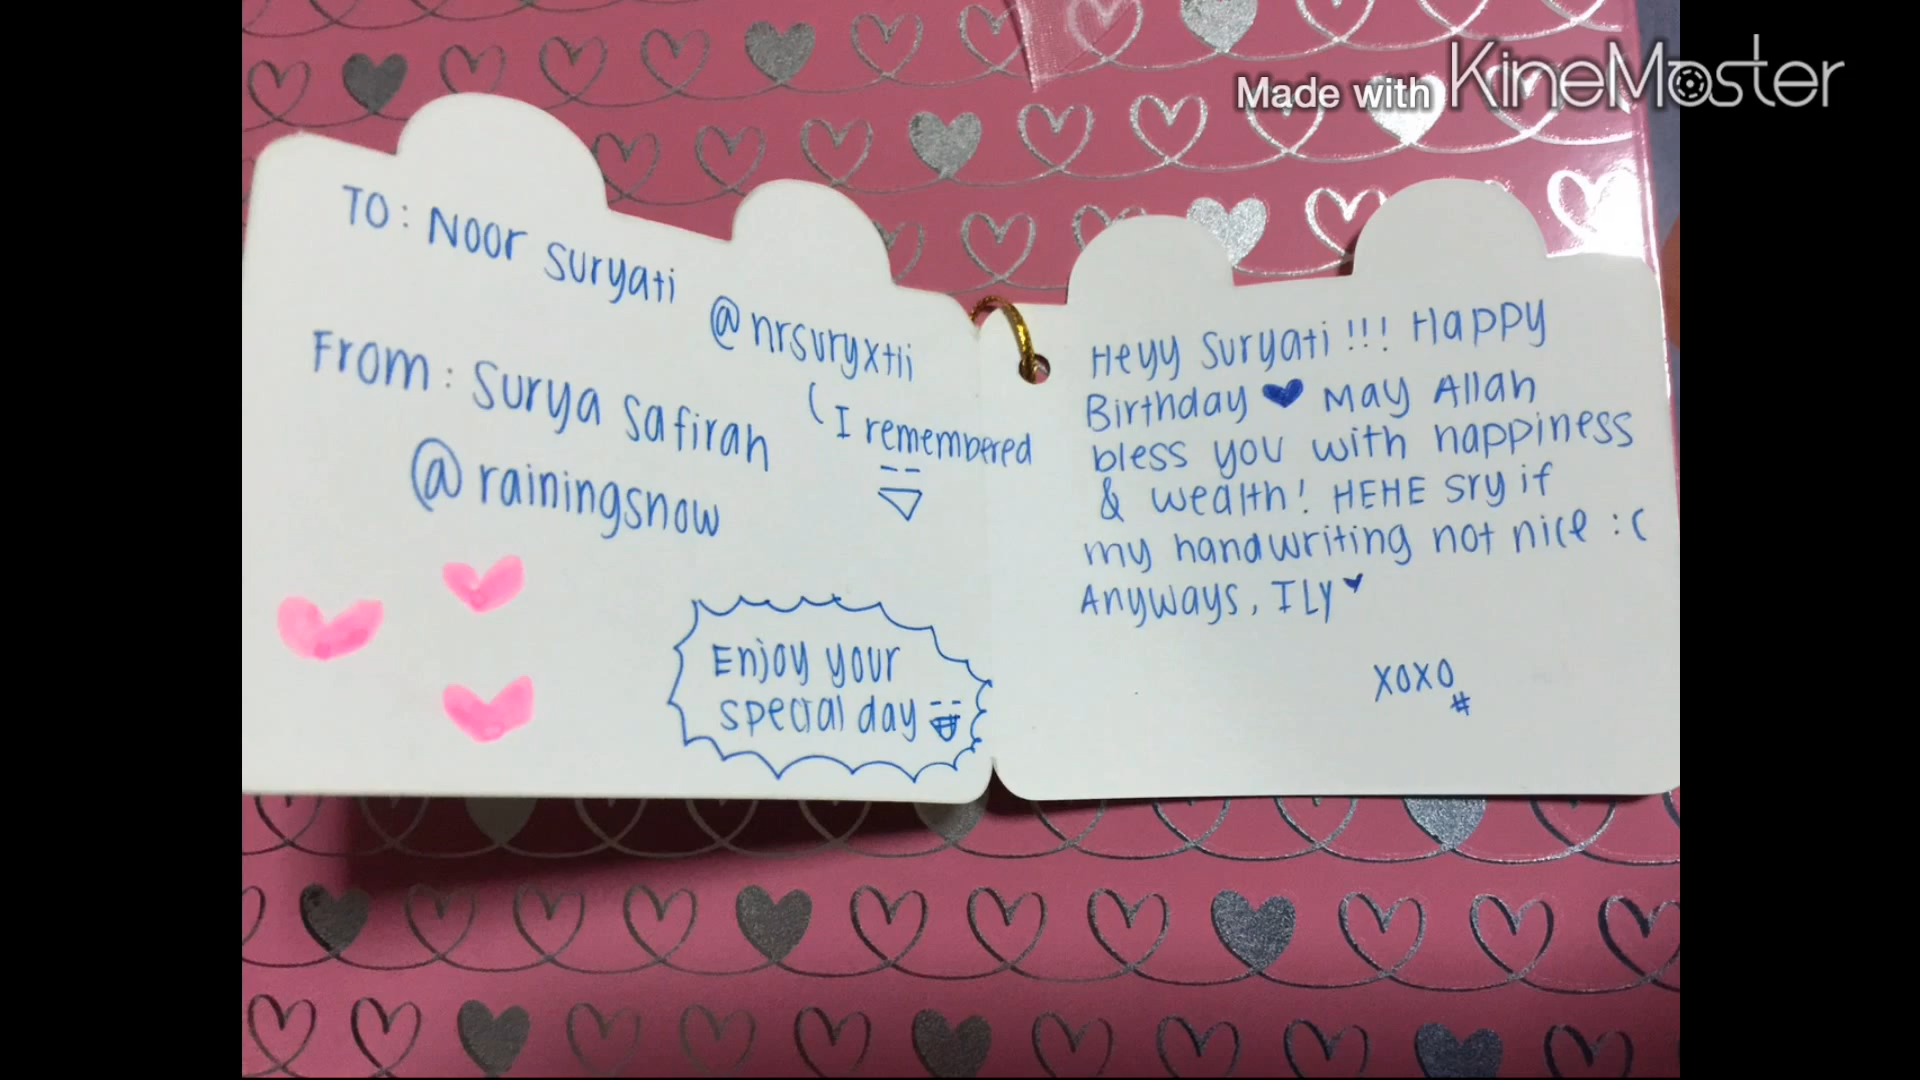 Made with KINEMASTER
TO: Noor Suryati
@nrsuryxtii
From: Surya Safirah
(I remembered
@rainingsnow
Enjoy your
special day
Heyy Suryati!!! Happy
Birthday ♥ May Allah
bless you with happiness
& wealth! HEHE sry if
my handwriting not nice :(
Anyways, ILY ♥
xoxo
#